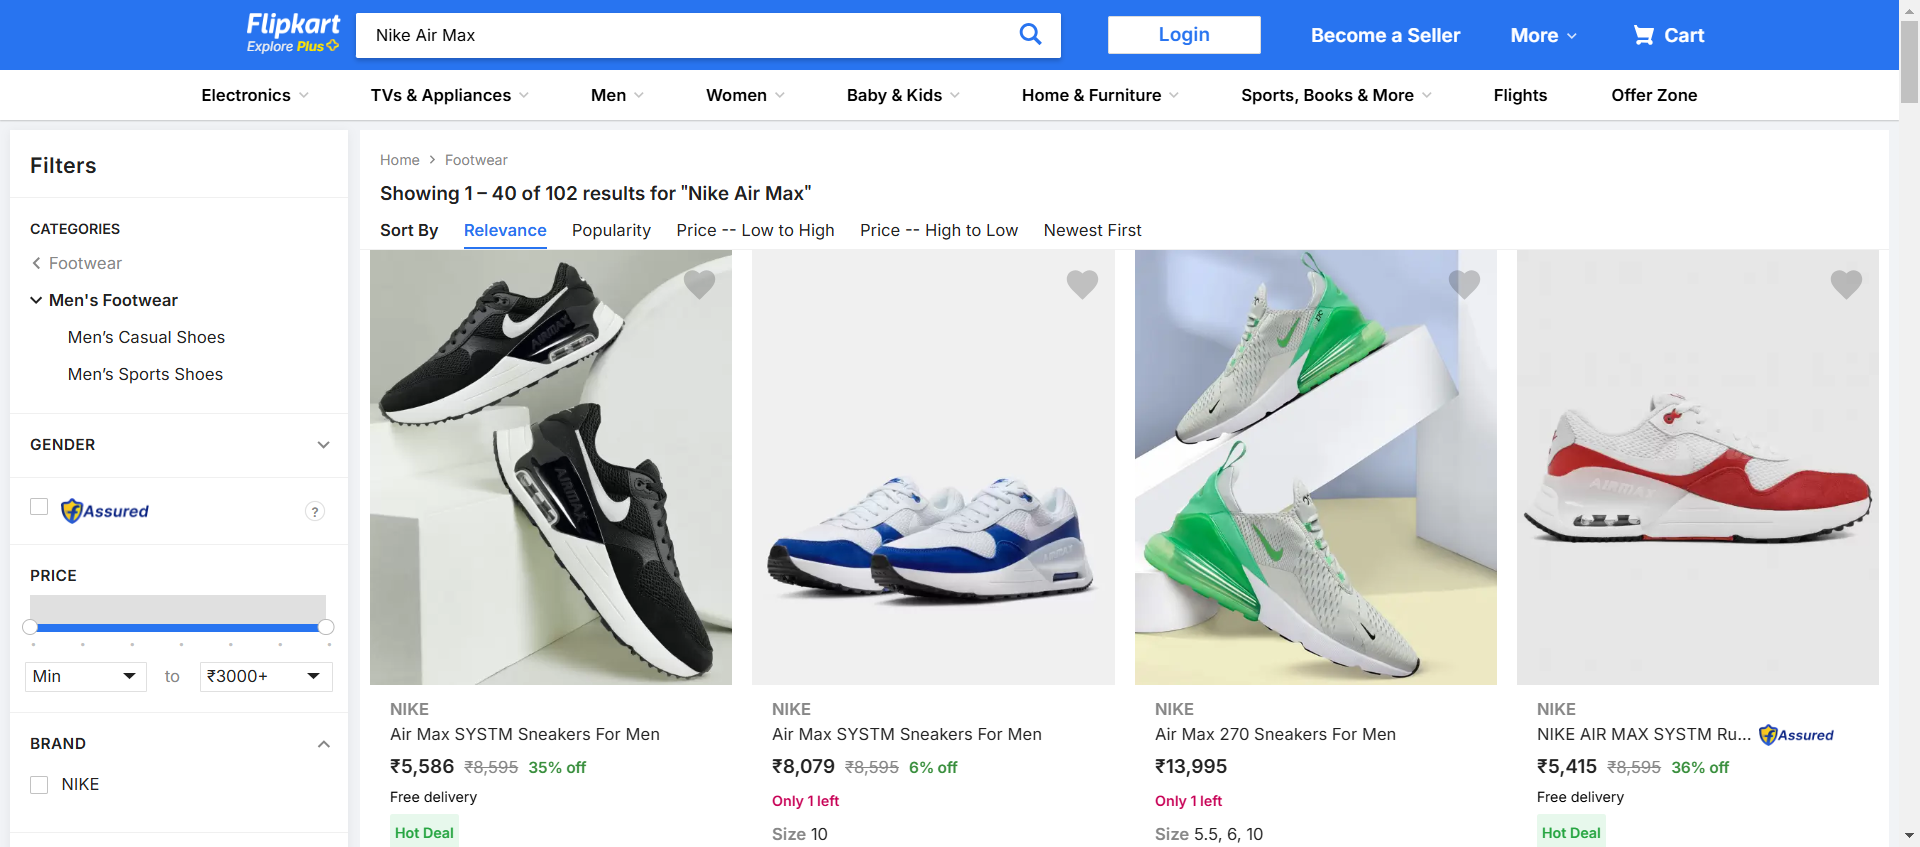 Flipkart
Explore Plus
Nike Air Max
Login
Become a Seller
More
Cart
Electronics
TVs & Appliances
Men
Women
Baby & Kids
Home & Furniture
Sports, Books & More
Flights
Offer Zone
Filters
CATEGORIES
Footwear
Men's Footwear
Men’s Casual Shoes
Men’s Sports Shoes
GENDER
Assured
?
PRICE
Min
to
₹3000+
BRAND
NIKE
Home
Footwear
Showing 1 – 40 of 102 results for "Nike Air Max"
Sort By
Relevance
Popularity
Price -- Low to High
Price -- High to Low
Newest First
AIRMAX
AIRMAX
NIKE
Air Max SYSTM Sneakers For Men
₹5,586 ₹8,595 35% off
Free delivery
Hot Deal
AIRMAX
NIKE
Air Max SYSTM Sneakers For Men
₹8,079 ₹8,595 6% off
Only 1 left
Size 10
NIKE
Air Max 270 Sneakers For Men
₹13,995
Only 1 left
Size 5.5, 6, 10
AIRMAX
NIKE
NIKE AIR MAX SYSTM Ru... Assured
₹5,415 ₹8,595 36% off
Free delivery
Hot Deal